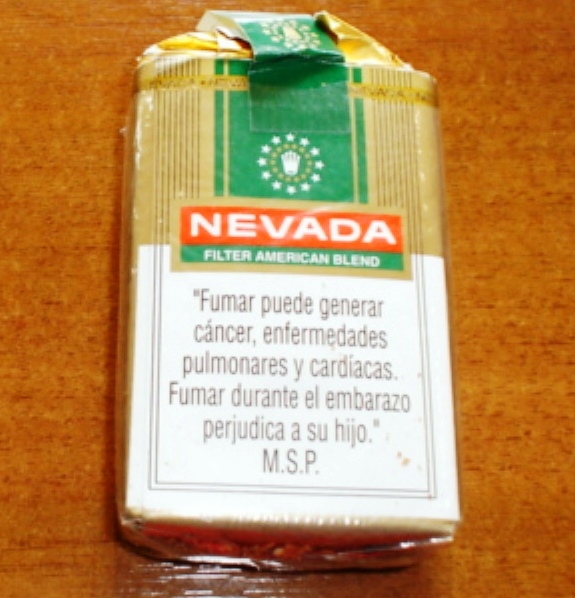 NEVADA
FILTER AMERICAN BLEND
"Fumar puede generar
cáncer, enfermedades
pulmonares y cardíacas.
Fumar durante el embarazo
perjudica a su hijo."
M.S.P.